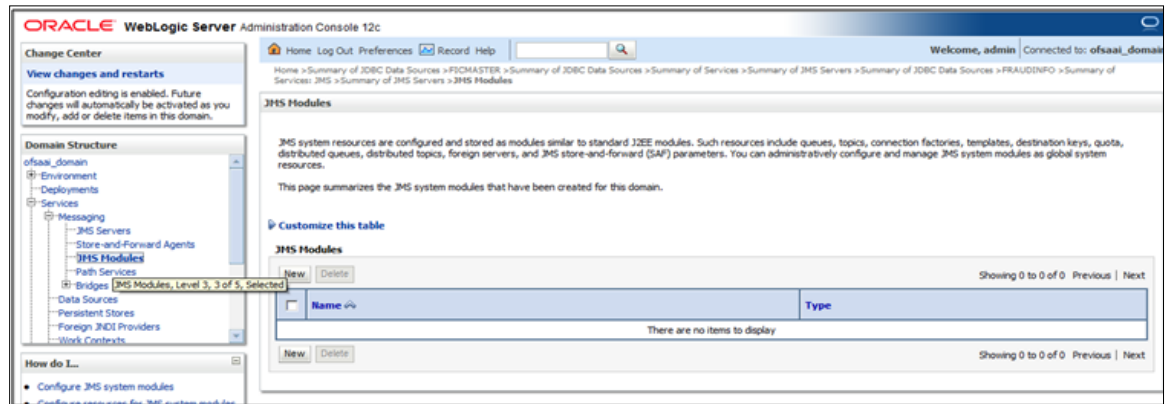 ORACLE WebLogic Server Administration Console 12c
Change Center
View changes and restarts
Configuration editing is enabled. Future
changes will automatically be activated as you
modify, add or delete items in this domain.
Domain Structure
ofsaai_domain
Environment
Deployments
Services
Messaging
JMS Servers
Store-and-Forward Agents
JMS Modules
Path Services
Bridges
JMS Modules, Level 3, 3 of 5, Selected
Data Sources
Persistent Stores
Foreign JNDI Providers
Work Contexts
How do I...
Configure JMS system modules
Configure resources for JMS system modules
Home Log Out Preferences Record Help
Welcome, admin Connected to: ofsaai_domain
Home >Summary of JDBC Data Sources >FICMASTER >Summary of JDBC Data Sources >Summary of Services >Summary of JMS Servers >Summary of JDBC Data Sources >FRAUDINFO >Summary of
Services: JMS >Summary of JMS Servers >JMS Modules
JMS Modules
JMS system resources are configured and stored as modules similar to standard J2EE modules. Such resources include queues, topics, connection factories, templates, destination keys, quota,
distributed queues, distributed topics, foreign servers, and JMS store-and-forward (SAF) parameters. You can administratively configure and manage JMS system modules as global system
resources.
This page summarizes the JMS system modules that have been created for this domain.
Customize this table
JMS Modules
New Delete
Showing 0 to 0 of 0 Previous | Next
Name
Type
There are no items to display
New Delete
Showing 0 to 0 of 0 Previous | Next